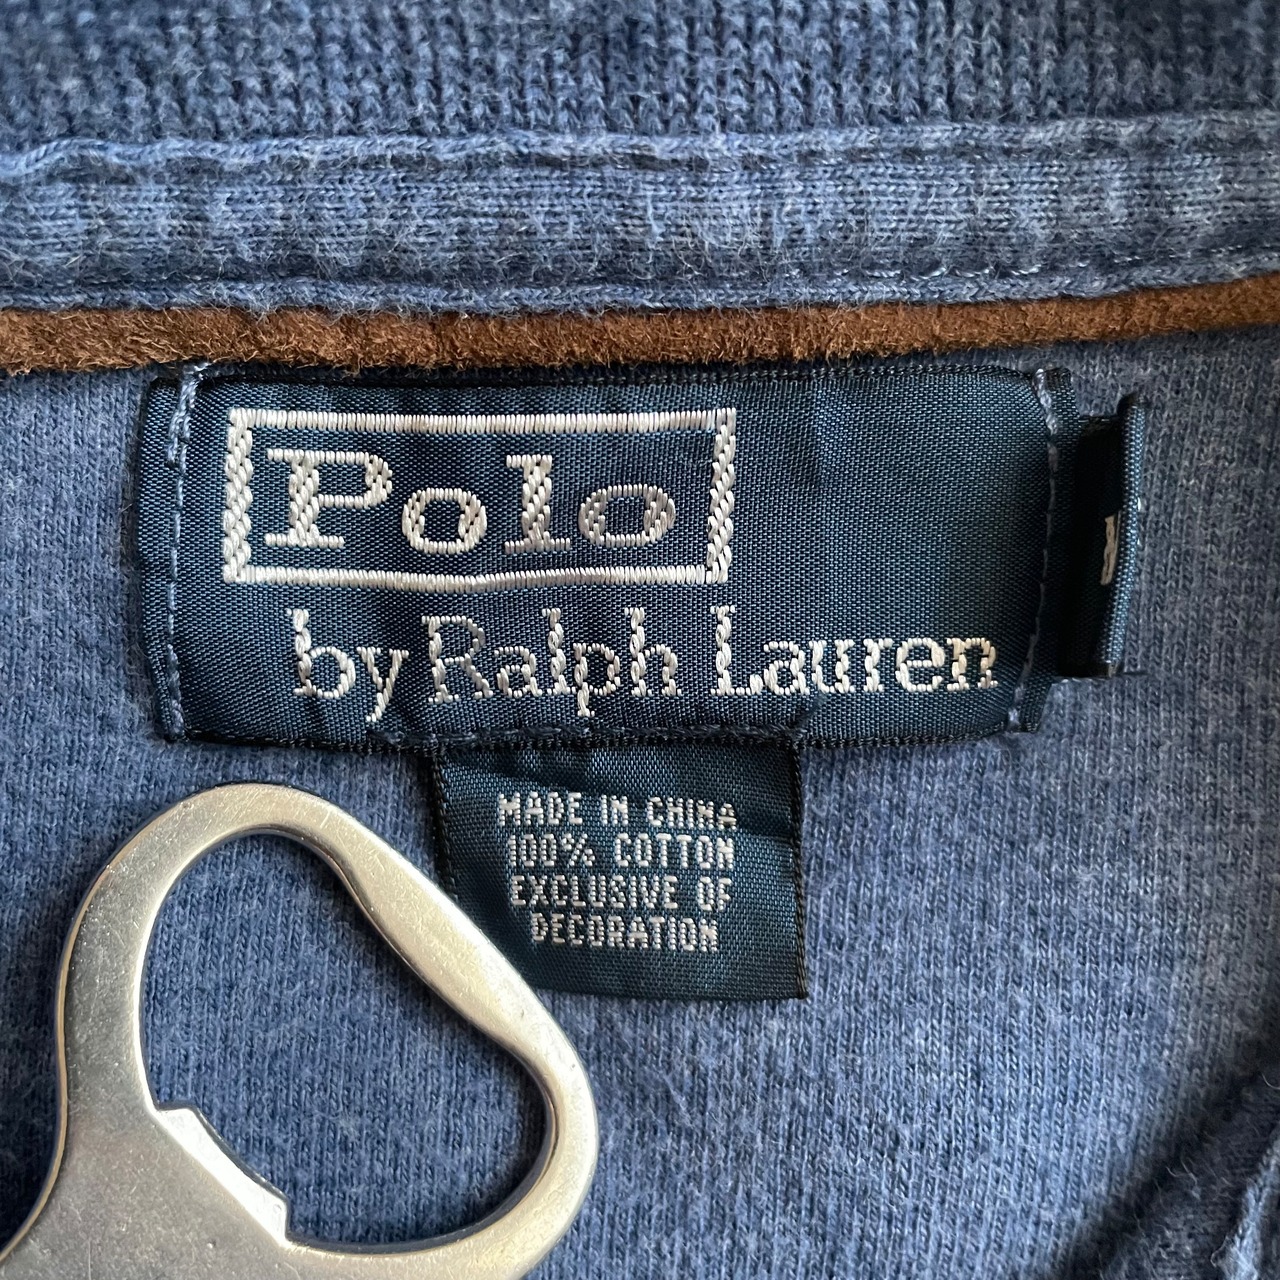 Polo
by Ralph Lauren
MADE IN CHINA
100% COTTON
EXCLUSIVE OF
DECORATION